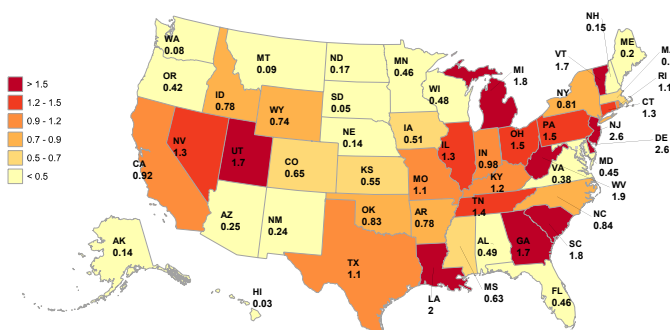 NH
0.15
WA
0.08
MT
0.09
ND
0.17
MN
0.46
MI
1.8
VT
1.7
ME
0.2
RI
CT
1.3
OR
0.42
ID
0.78
WY
0.74
SD
0.05
WI
0.48
NY
0.81
> 1.5
1.2 - 1.5
0.9 - 1.2
0.7 - 0.9
0.5 - 0.7
< 0.5
NV
1.3
UT
1.7
CA
0.92
CO
0.65
NE
0.14
KS
0.55
IA
0.51
MO
1.1
IL
1.3
IN
0.98
OH
1.5
PA
1.5
NJ
2.6
DE
MD
0.45
KY
1.2
VA
0.38
WV
1.9
AZ
0.25
NM
0.24
OK
0.83
AR
0.78
TN
1.4
NC
0.84
AK
0.14
HI
0.03
TX
1.1
LA
2
MS
0.63
AL
0.49
GA
1.7
SC
1.8
FL
0.46